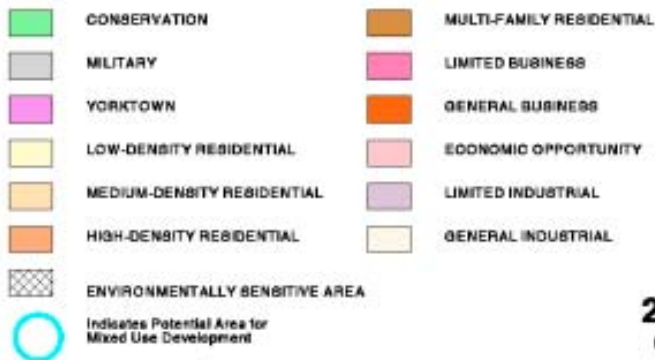 CONSERVATION
MILITARY
YORKTOWN
LOW-DENSITY RESIDENTIAL
MEDIUM-DENSITY RESIDENTIAL
HIGH-DENSITY RESIDENTIAL
ENVIRONMENTALLY SENSITIVE AREA
Indicates Potential Area for
Mixed Use Development
MULTI-FAMILY RESIDENTIAL
LIMITED BUSINESS
GENERAL BUSINESS
ECONOMIC OPPORTUNITY
LIMITED INDUSTRIAL
GENERAL INDUSTRIAL
2